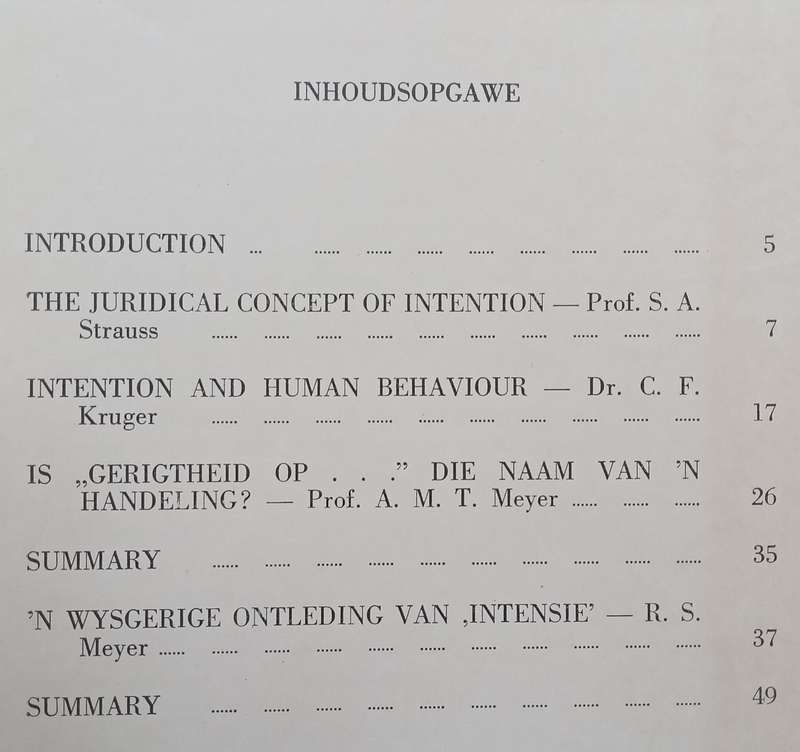 INHOUDSOPGAWE
INTRODUCTION ... ...... ...... ...... ...... ...... ...... ...... ...... 5
THE JURIDICAL CONCEPT OF INTENTION — Prof. S. A.
Strauss ...... ...... ...... ...... ...... ...... ...... ...... ...... ...... 7
INTENTION AND HUMAN BEHAVIOUR — Dr. C. F.
Kruger ...... ...... ...... ...... ...... ...... ...... ...... ...... ...... 17
IS „GERIGTHEID OP . . .” DIE NAAM VAN ’N
HANDELING? — Prof. A. M. T. Meyer ...... ...... ...... 26
SUMMARY ...... ...... ...... ...... ...... ...... ...... ...... ...... ...... 35
’N WYSGERIGE ONTLEDING VAN ‚INTENSIE’ — R. S.
Meyer ...... ...... ...... ...... ...... ...... ...... ...... ...... ...... ...... 37
SUMMARY ...... ...... ...... ...... ...... ...... ...... ...... ...... ...... 49